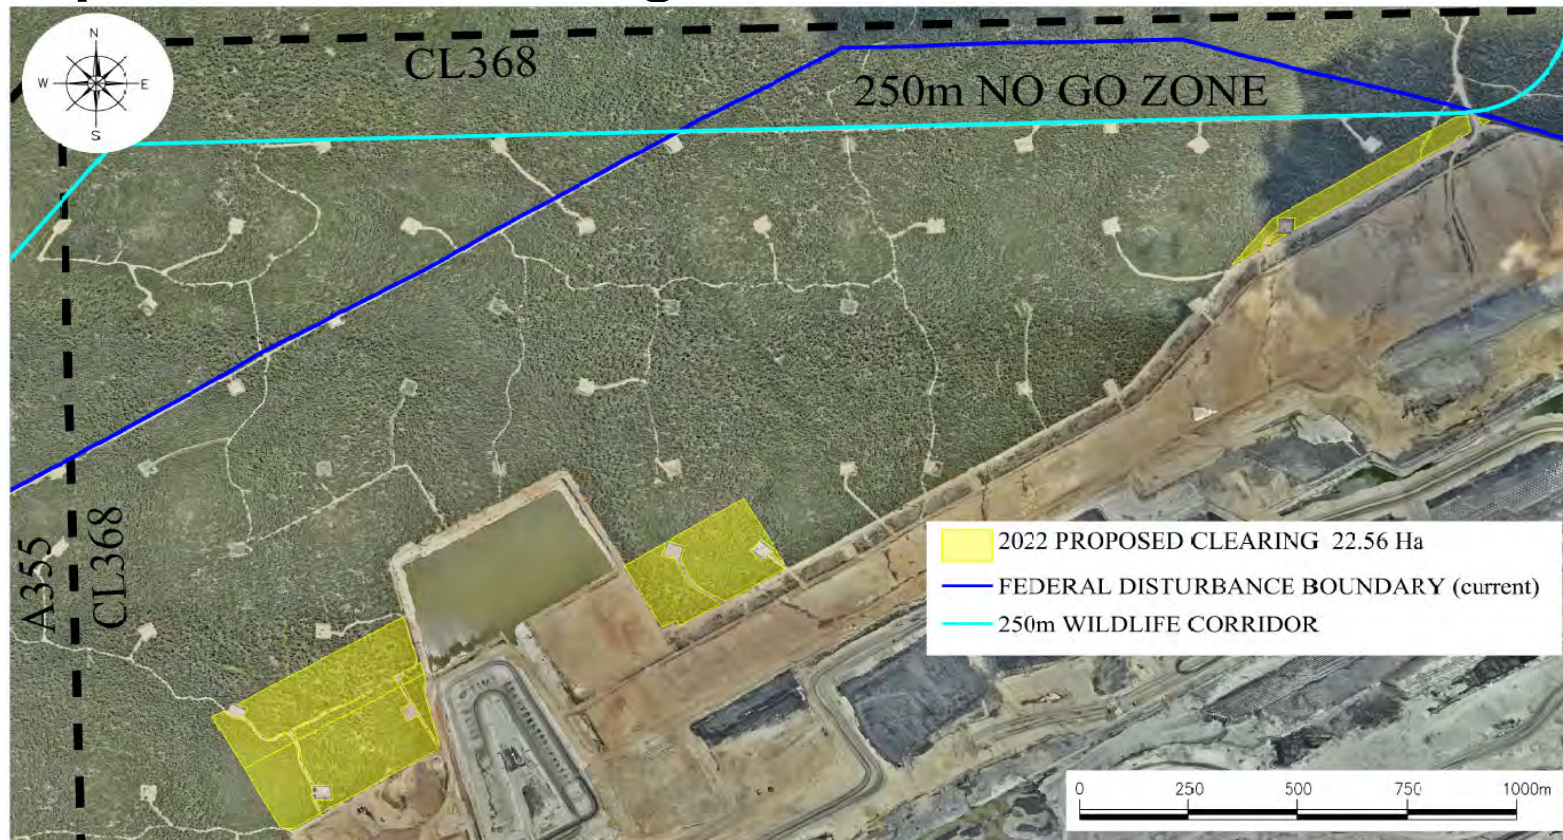 N
W E
S
CL368
250m NO GO ZONE
A355
CL368
2022 PROPOSED CLEARING 22.56 Ha
FEDERAL DISTURBANCE BOUNDARY (current)
250m WILDLIFE CORRIDOR
0 250 500 750 1000m